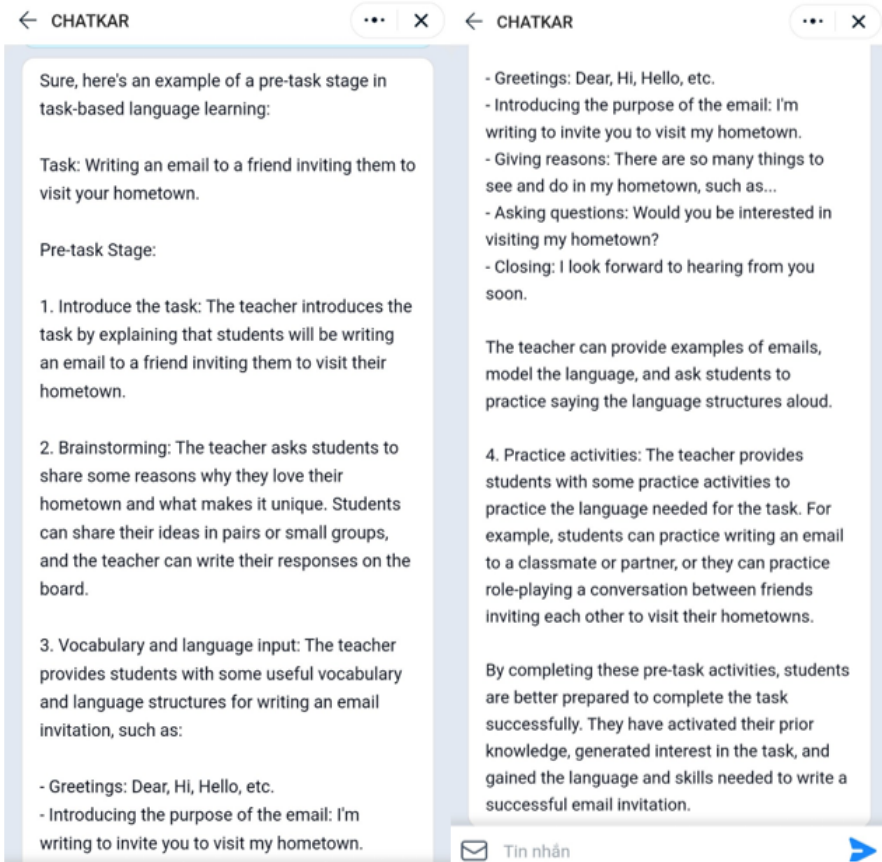 CHATKAR
Sure, here's an example of a pre-task stage in
task-based language learning:
Task: Writing an email to a friend inviting them to
visit your hometown.
Pre-task Stage:
1. Introduce the task: The teacher introduces the
task by explaining that students will be writing
an email to a friend inviting them to visit their
hometown.
2. Brainstorming: The teacher asks students to
share some reasons why they love their
hometown and what makes it unique. Students
can share their ideas in pairs or small groups,
and the teacher can write their responses on the
board.
3. Vocabulary and language input: The teacher
provides students with some useful vocabulary
and language structures for writing an email
invitation, such as:
- Greetings: Dear, Hi, Hello, etc.
- Introducing the purpose of the email: I'm
writing to invite you to visit my hometown.
CHATKAR
- Greetings: Dear, Hi, Hello, etc.
- Introducing the purpose of the email: I'm
writing to invite you to visit my hometown.
- Giving reasons: There are so many things to
see and do in my hometown, such as...
- Asking questions: Would you be interested in
visiting my hometown?
- Closing: I look forward to hearing from you
soon.
The teacher can provide examples of emails,
model the language, and ask students to
practice saying the language structures aloud.
4. Practice activities: The teacher provides
students with some practice activities to
practice the language needed for the task. For
example, students can practice writing an email
to a classmate or partner, or they can practice
role-playing a conversation between friends
inviting each other to visit their hometowns.
By completing these pre-task activities, students
are better prepared to complete the task
successfully. They have activated their prior
knowledge, generated interest in the task, and
gained the language and skills needed to write a
successful email invitation.
Tin nhắn